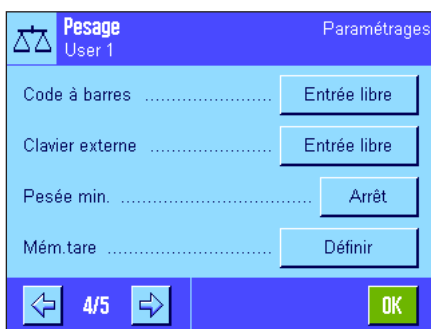 Pesage Paramétrages
User 1
Code à barres ........................ Entrée libre
Clavier externe ........................ Entrée libre
Pesée min. .................................... Arrêt
Mém.tare .............................. Définir
4/5 OK